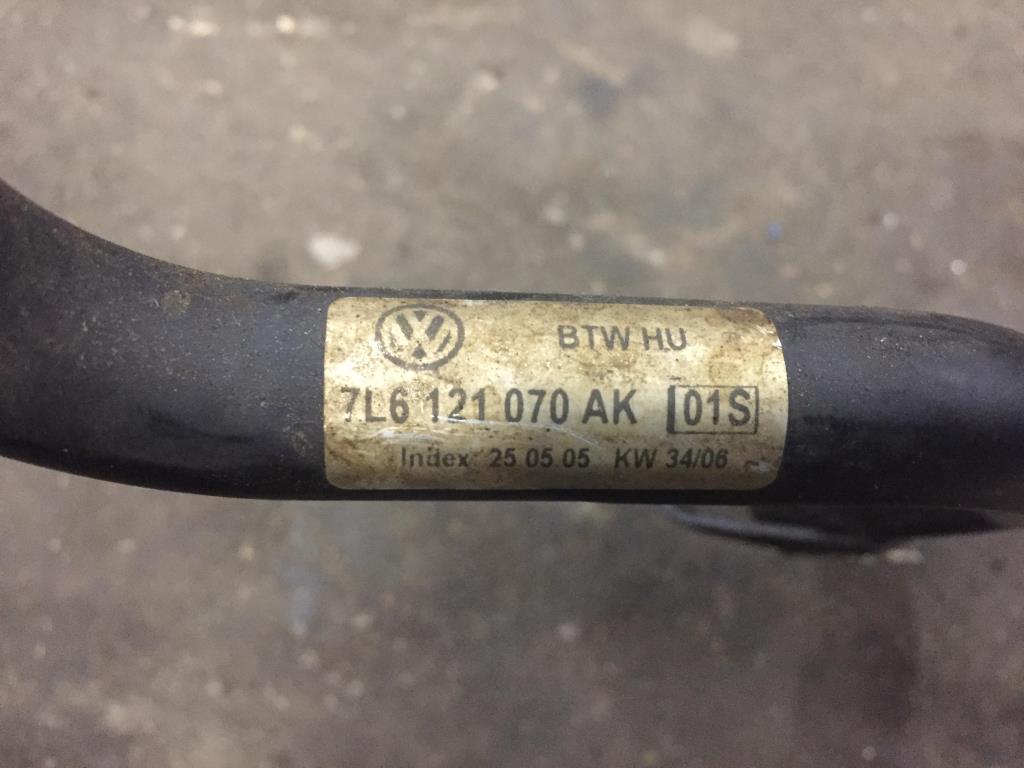 BTW HU
7L6 121 070 AK 01S
Index 25 05 05 KW 34/06